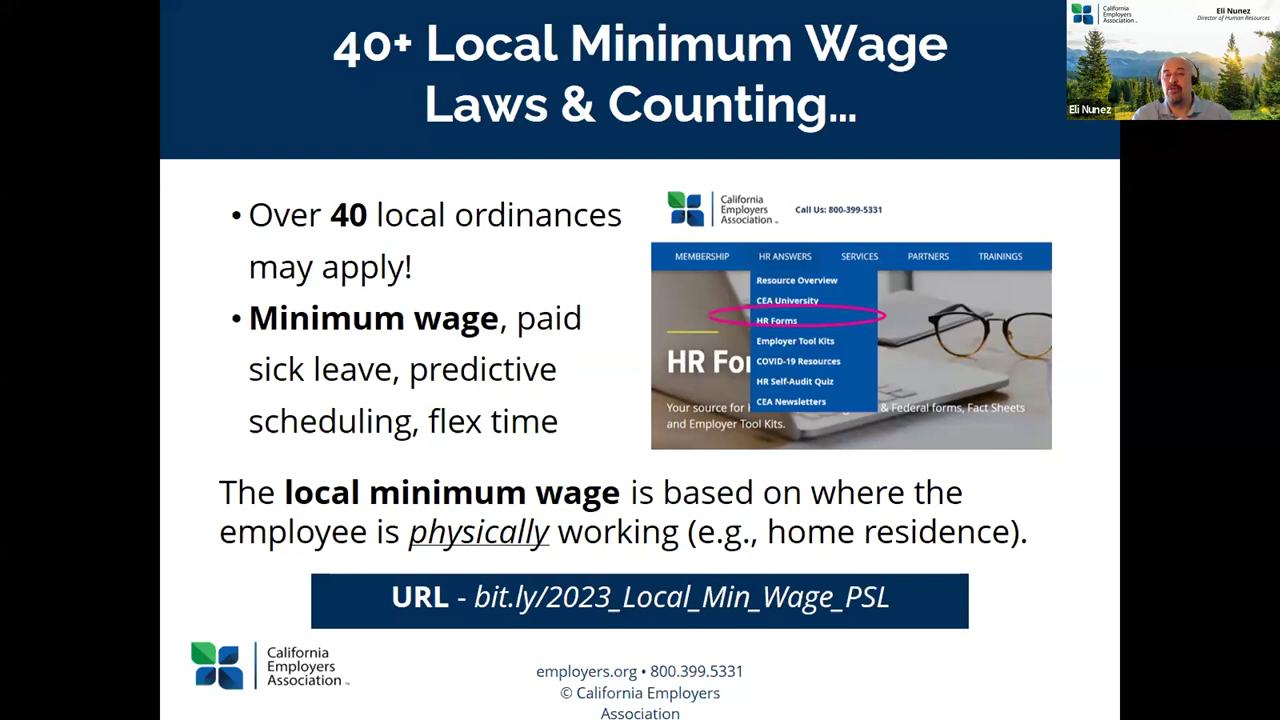 40+ Local Minimum Wage
Laws & Counting...
California
Employers
Association
Eli Nunez
Director of Human Resources
Eli Nunez
• Over 40 local ordinances
may apply!
• Minimum wage, paid
sick leave, predictive
scheduling, flex time
California
Employers
Association
Call Us: 800-399-5331
MEMBERSHIP HR ANSWERS SERVICES PARTNERS TRAININGS
Resource Overview
CEA University
HR Forms
Employer Tool Kits
COVID-19 Resources
HR Self-Audit Quiz
CEA Newsletters
HR Fo
Your source for & Federal forms, Fact Sheets
and Employer Tool Kits.
The local minimum wage is based on where the
employee is physically working (e.g., home residence).
URL - bit.ly/2023_Local_Min_Wage_PSL
California
Employers
Association
employers.org • 800.399.5331
© California Employers
Association